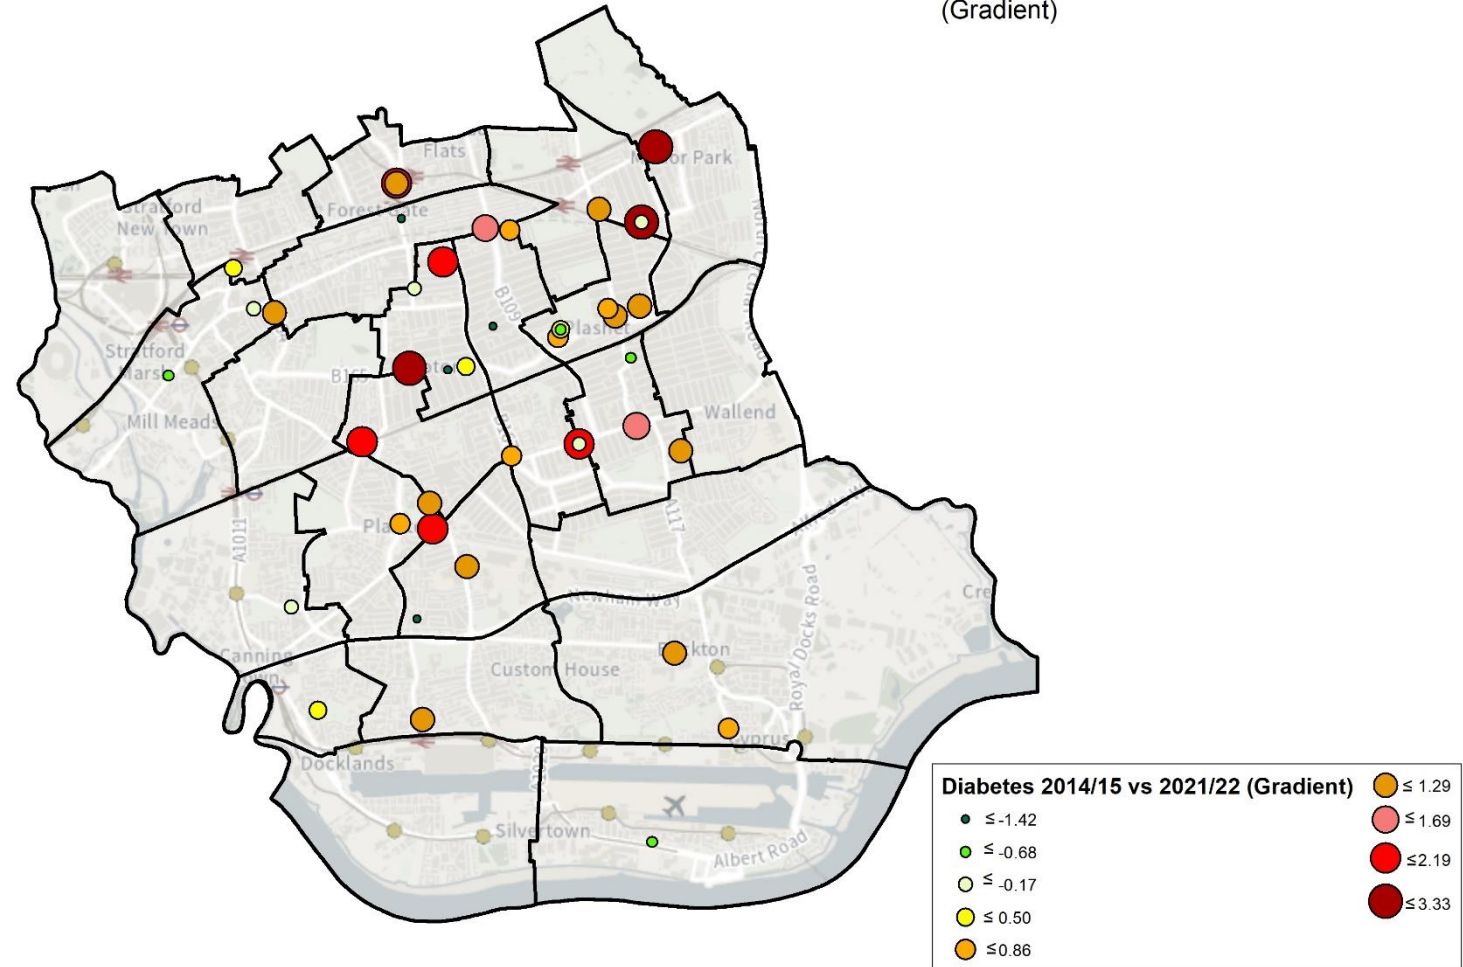 (Gradient)
Flats
Manor Park
Stratford
New Town
Forest Gate
B109
Plashet
Stratford
Marsh
B165
Mill Meads
Wallend
A117
A1011
Newham Way
Royal Docks Road
Canning
Town
Custom House
Beckton
Cyprus
Docklands
Silvertown
Albert Road
Diabetes 2014/15 vs 2021/22 (Gradient)
≤ -1.42
≤ -0.68
≤ -0.17
≤ 0.50
≤0.86
≤ 1.29
≤ 1.69
≤2.19
≤3.33